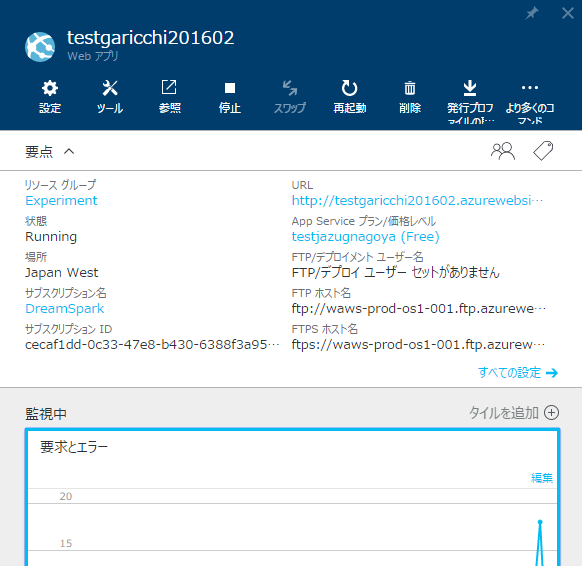 testgaricchi201602
Web アプリ
設定 ツール 参照 停止 スワップ 再起動 削除 発行プロファイルのI… より多くのコマンド
要点
リソース グループ
Experiment
URL
http://testgaricchi201602.azurewebsi…
状態
Running
App Service プラン/価格レベル
testjazugnagoya (Free)
場所
Japan West
FTP/デプロイメント ユーザー名
FTP/デプロイ ユーザー セットがありません
サブスクリプション名
DreamSpark
FTP ホスト名
ftp://waws-prod-os1-001.ftp.azurewe…
サブスクリプション ID
cecaf1dd-0c33-47e8-b430-6388f3a95…
FTPS ホスト名
ftps://waws-prod-os1-001.ftp.azurew…
すべての設定
監視中
タイルを追加
要求とエラー
編集
20
15